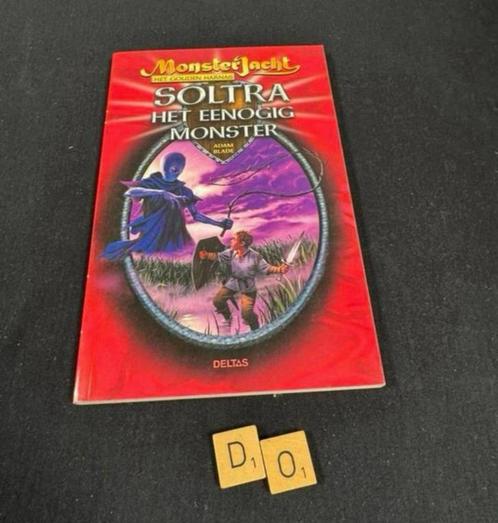 MonsterJacht
HET GOUDEN HARNAS
SOLTRA
HET EENOGIG
MONSTER
ADAM
BLADE
DELTAS
D1
O1